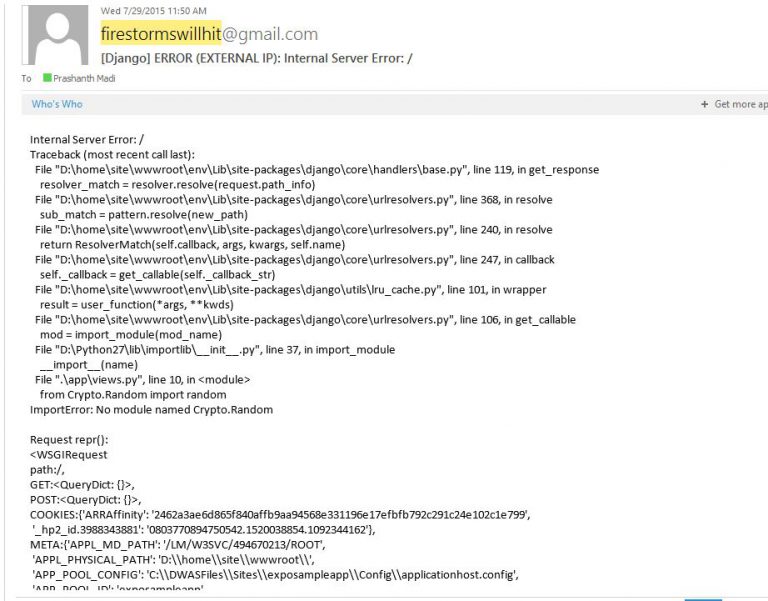 Wed 7/29/2015 11:50 AM
firestormswillhit@gmail.com
[Django] ERROR (EXTERNAL IP): Internal Server Error: /
To Prashanth Madi
Who's Who
+ Get more ap
Internal Server Error: /
Traceback (most recent call last):
File "D:\home\site\wwwroot\env\Lib\site-packages\django\core\handlers\base.py", line 119, in get_response
resolver_match = resolver.resolve(request.path_info)
File "D:\home\site\wwwroot\env\Lib\site-packages\django\core\urlresolvers.py", line 368, in resolve
sub_match = pattern.resolve(new_path)
File "D:\home\site\wwwroot\env\Lib\site-packages\django\core\urlresolvers.py", line 240, in resolve
return ResolverMatch(self.callback, args, kwargs, self.name)
File "D:\home\site\wwwroot\env\Lib\site-packages\django\core\urlresolvers.py", line 247, in callback
self._callback = get_callable(self._callback_str)
File "D:\home\site\wwwroot\env\Lib\site-packages\django\utils\lru_cache.py", line 101, in wrapper
result = user_function(*args, **kwds)
File "D:\home\site\wwwroot\env\Lib\site-packages\django\core\urlresolvers.py", line 106, in get_callable
mod = import_module(mod_name)
File "D:\Python27\lib\importlib\__init__.py", line 37, in import_module
__import__(name)
File ".\app\views.py", line 10, in <module>
from Crypto.Random import random
ImportError: No module named Crypto.Random
Request repr():
<WSGIRequest
path:/,
GET:<QueryDict: {}>,
POST:<QueryDict: {}>,
COOKIES:{'ARRAffinity': '2462a3ae6d865f840affb9aa94568e331196e17efbfb792c291c24e102c1e799',
'_hp2_id.3988343881': '0803770894750542.1520038854.1092344162'},
META:{'APPL_MD_PATH': '/LM/W3SVC/494670213/ROOT',
'APPL_PHYSICAL_PATH': 'D:\\home\\site\\wwwroot\\',
'APP_POOL_CONFIG': 'C:\\DWASFiles\\Sites\\exposampleapp\\Config\\applicationhost.config',
'APP_POOL_ID': 'exposampleapp',